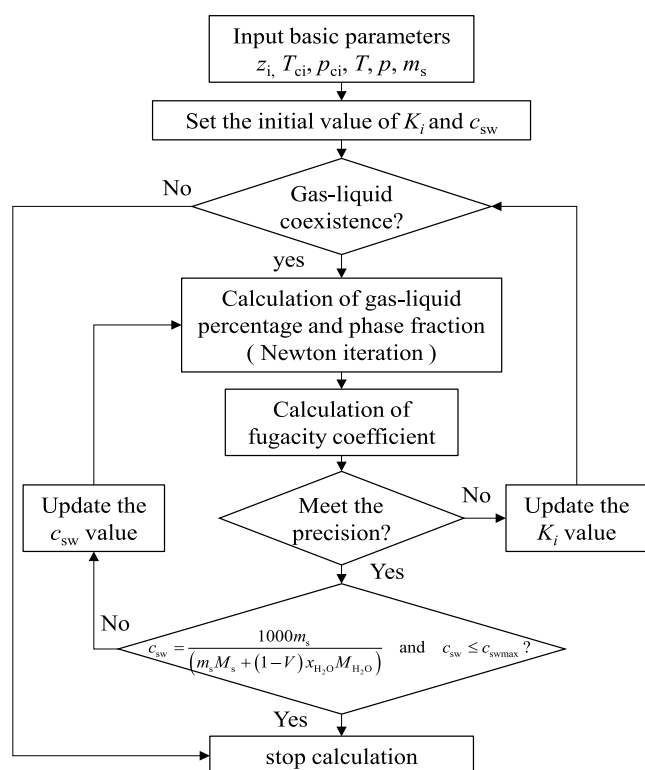 Input basic parameters
z_i, T_ci, p_ci, T, p, m_s
Set the initial value of K_i and c_sw
No
Gas-liquid
coexistence?
yes
Calculation of gas-liquid
percentage and phase fraction
( Newton iteration )
Calculation of
fugacity coefficient
Update the
c_sw value
Meet the
precision?
No
Update the
K_i value
Yes
No
c_sw = 1000m_s / (m_s M_s + (1−V) x_H₂O M_H₂O) and c_sw ≤ c_swmax ?
Yes
stop calculation